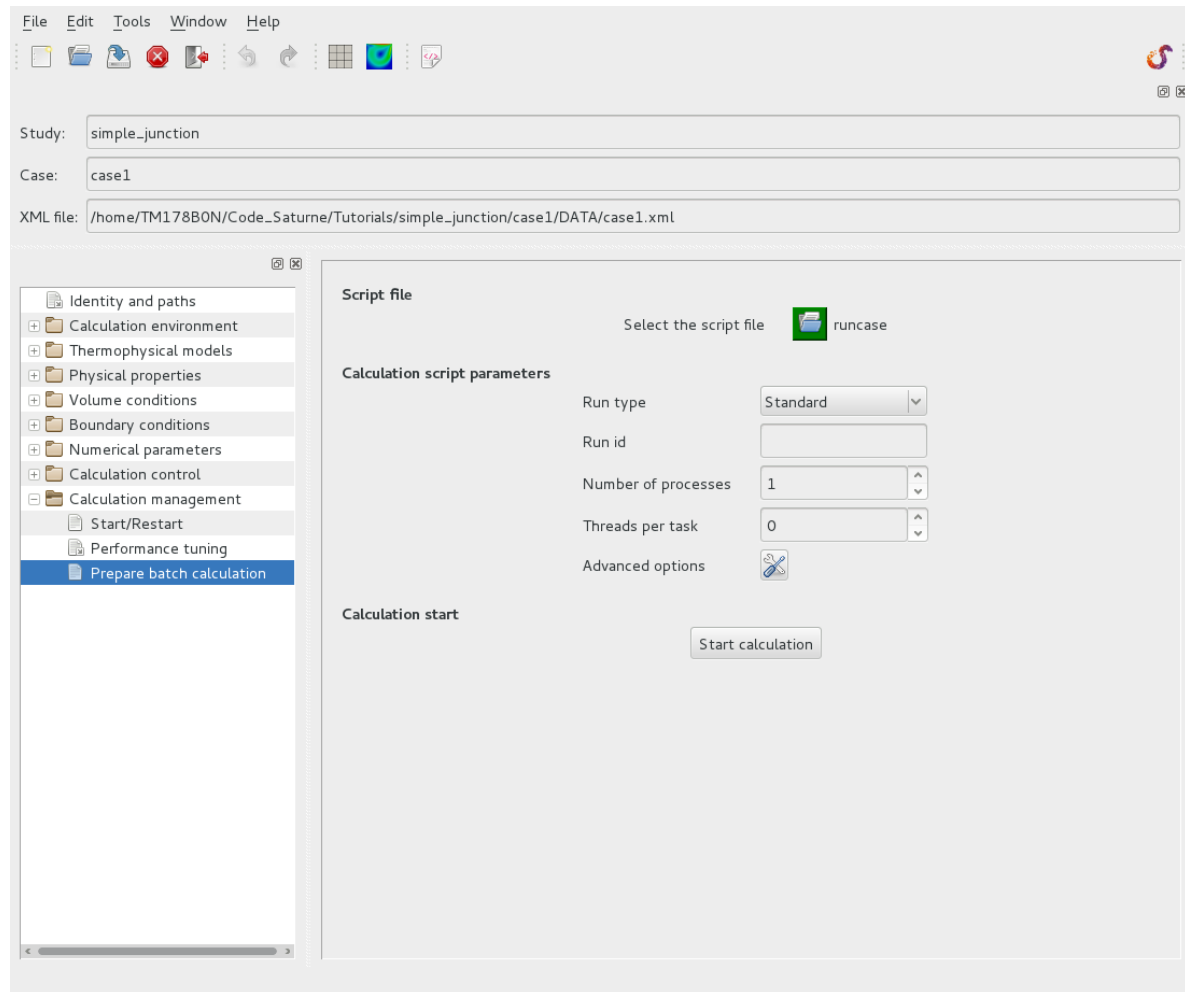 File Edit Tools Window Help
Study: simple_junction
Case: case1
XML file: /home/TM178B0N/Code_Saturne/Tutorials/simple_junction/case1/DATA/case1.xml
Identity and paths
Calculation environment
Thermophysical models
Physical properties
Volume conditions
Boundary conditions
Numerical parameters
Calculation control
Calculation management
Start/Restart
Performance tuning
Prepare batch calculation
Script file
Select the script file runcase
Calculation script parameters
Run type Standard
Run id
Number of processes 1
Threads per task 0
Advanced options
Calculation start
Start calculation